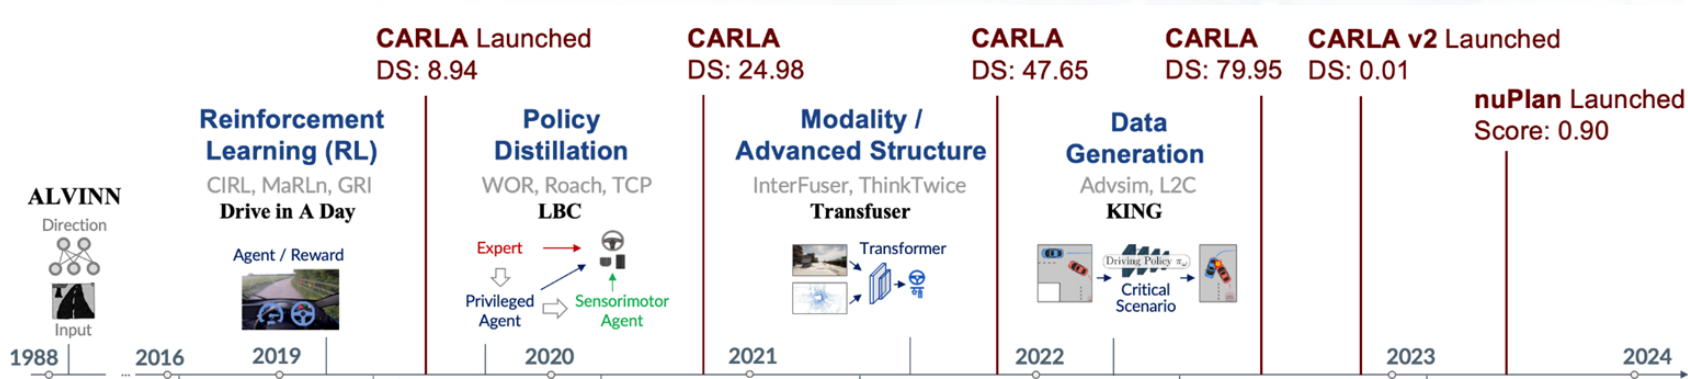 CARLA Launched
DS: 8.94
CARLA
DS: 24.98
CARLA
DS: 47.65
CARLA
DS: 79.95
CARLA v2 Launched
DS: 0.01
nuPlan Launched
Score: 0.90
ALVINN
Direction
Input
Reinforcement
Learning (RL)
CIRL, MaRLn, GRI
Drive in A Day
Agent / Reward
Policy
Distillation
WOR, Roach, TCP
LBC
Expert
Privileged
Agent
Sensorimotor
Agent
Modality /
Advanced Structure
InterFuser, ThinkTwice
Transfuser
Transformer
Data
Generation
Advsim, L2C
KING
Driving Policy
Critical
Scenario
1988
...
2016
2019
2020
2021
2022
2023
2024